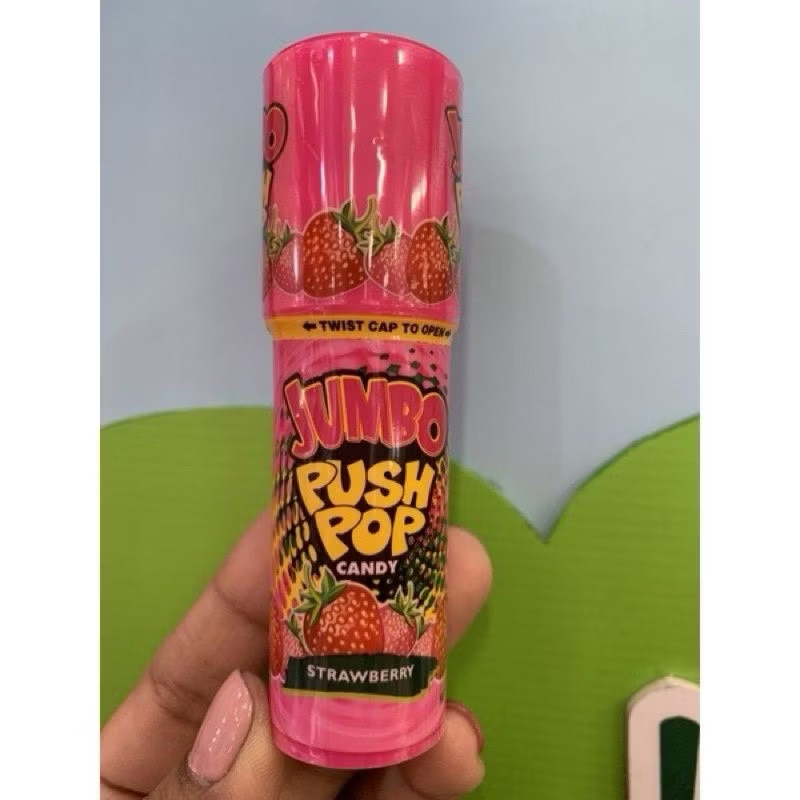 ←TWIST CAP TO OPEN→
JUMBO
PUSH
POP
CANDY
STRAWBERRY